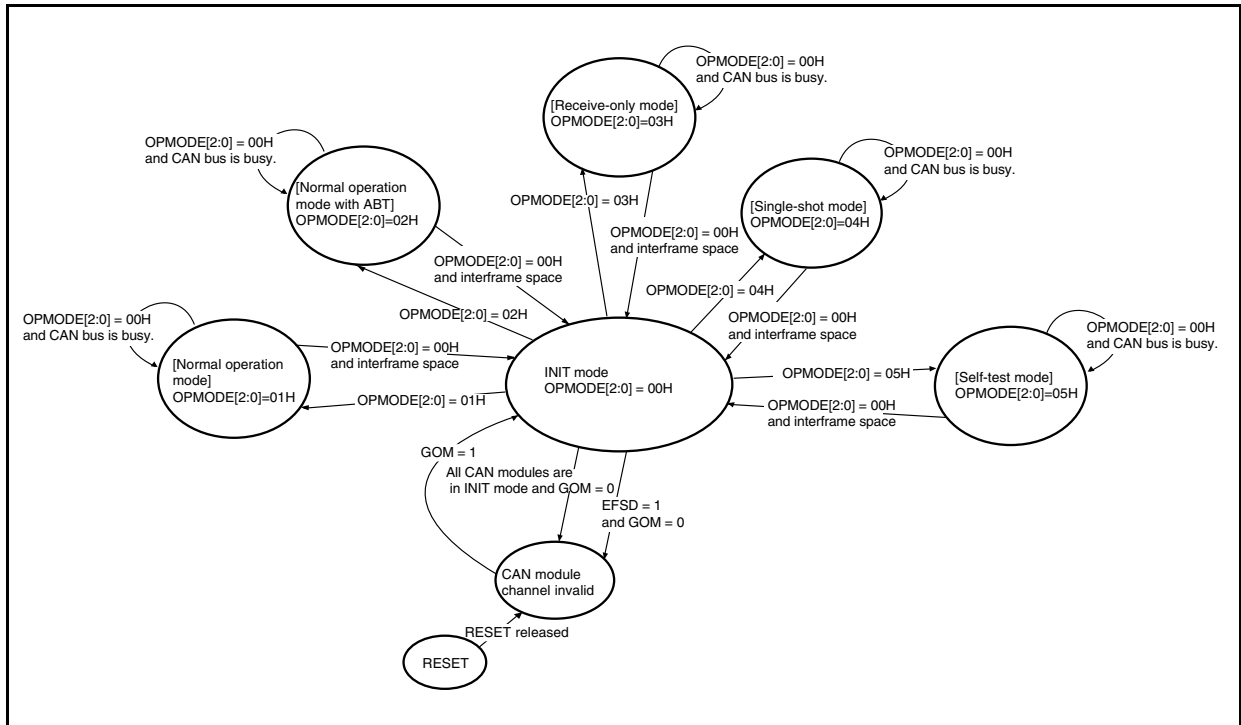 OPMODE[2:0] = 00H
and CAN bus is busy.
[Receive-only mode]
OPMODE[2:0]=03H
OPMODE[2:0] = 00H
and CAN bus is busy.
[Normal operation
mode with ABT]
OPMODE[2:0]=02H
OPMODE[2:0] = 00H
and CAN bus is busy.
[Single-shot mode]
OPMODE[2:0]=04H
OPMODE[2:0] = 03H
OPMODE[2:0] = 00H
and interframe space
OPMODE[2:0] = 00H
and interframe space
OPMODE[2:0] = 04H
OPMODE[2:0] = 02H
OPMODE[2:0] = 00H
and interframe space
OPMODE[2:0] = 00H
and CAN bus is busy.
[Normal operation
mode]
OPMODE[2:0]=01H
OPMODE[2:0] = 00H
and interframe space
OPMODE[2:0] = 01H
INIT mode
OPMODE[2:0] = 00H
OPMODE[2:0] = 05H
OPMODE[2:0] = 00H
and interframe space
OPMODE[2:0] = 00H
and CAN bus is busy.
[Self-test mode]
OPMODE[2:0]=05H
GOM = 1
All CAN modules are
in INIT mode and GOM = 0
EFSD = 1
and GOM = 0
CAN module
channel invalid
RESET released
RESET